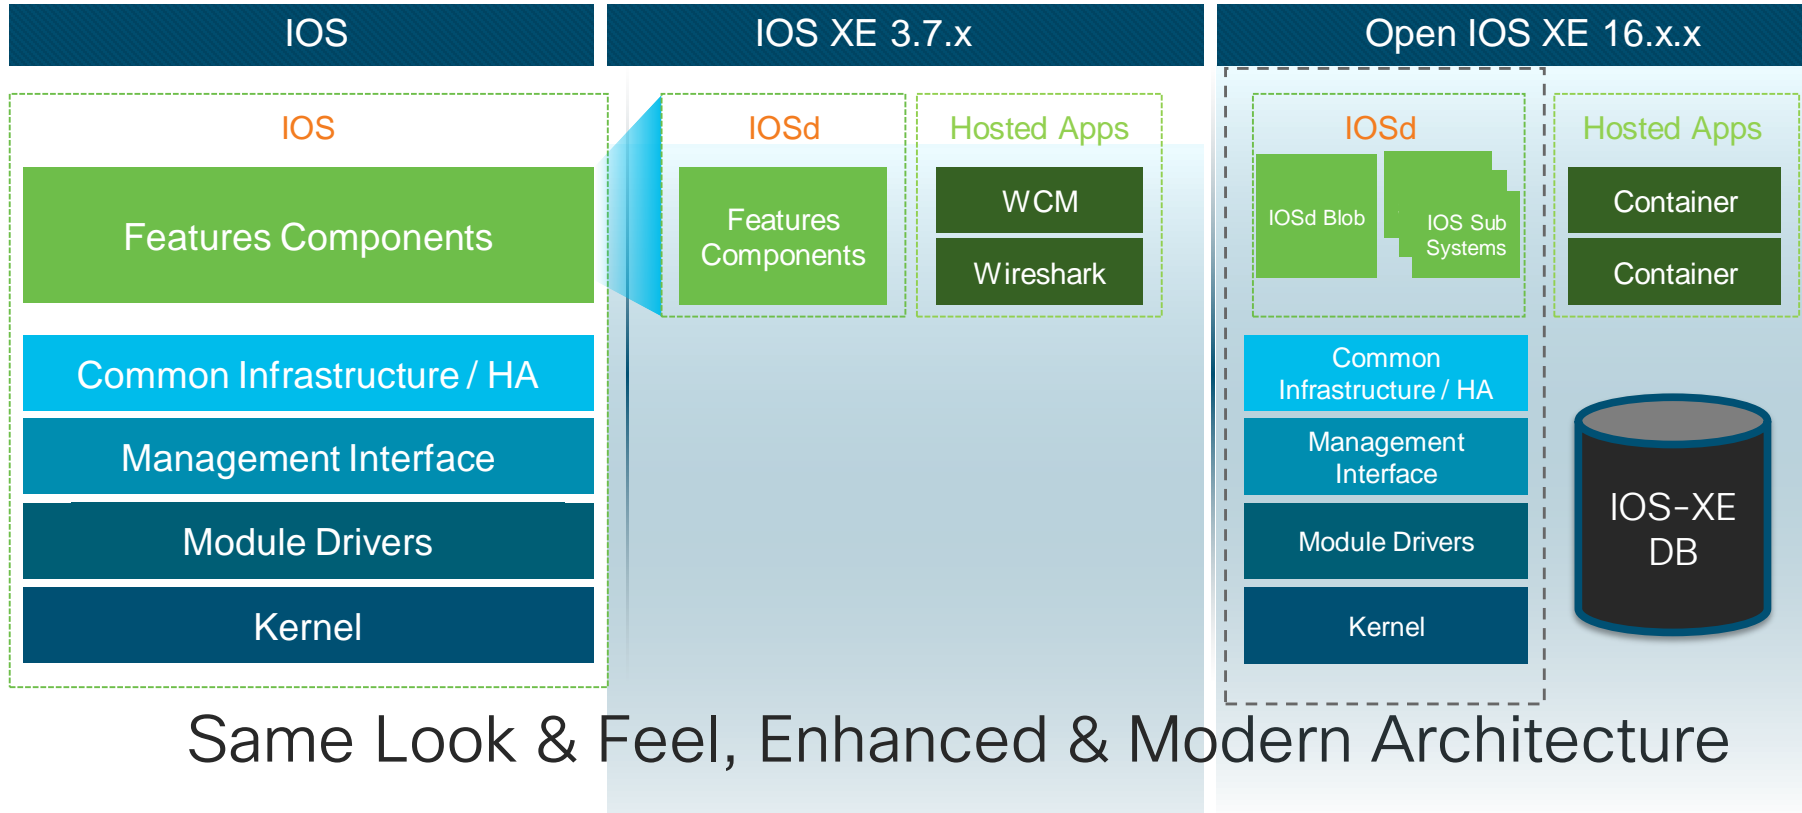 IOS
IOS XE 3.7.x
Open IOS XE 16.x.x
IOS
Features Components
Common Infrastructure / HA
Management Interface
Module Drivers
Kernel
IOSd
Features
Components
Hosted Apps
WCM
Wireshark
IOSd
IOSd Blob
IOS Sub
Systems
Common
Infrastructure / HA
Management
Interface
Module Drivers
Kernel
Hosted Apps
Container
Container
IOS-XE
DB
Same Look & Feel, Enhanced & Modern Architecture